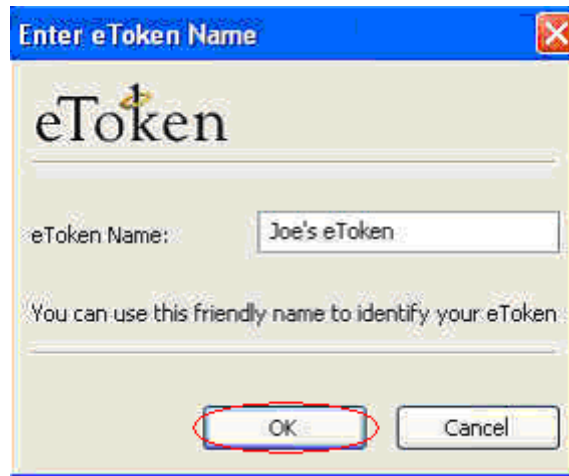 Enter eToken Name
eToken
eToken Name: Joe's eToken
You can use this friendly name to identify your eToken
OK Cancel